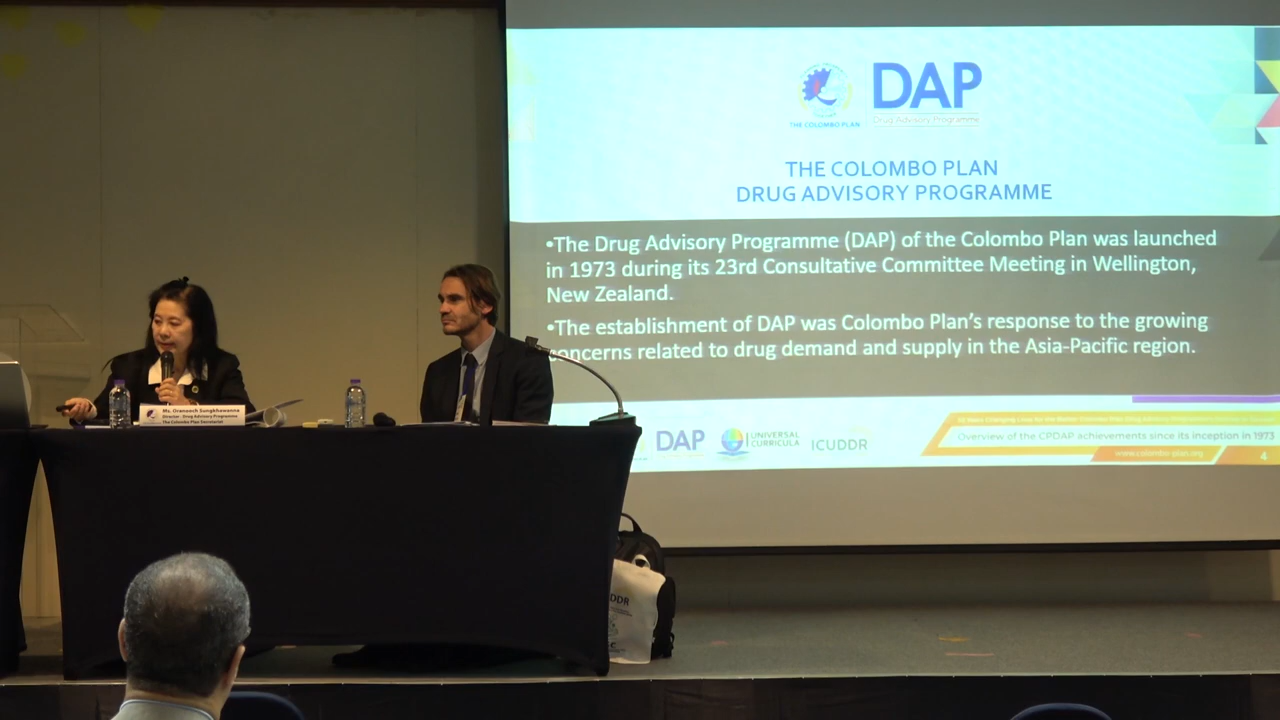 THE COLOMBO PLAN
DAP
Drug Advisory Programme
THE COLOMBO PLAN
DRUG ADVISORY PROGRAMME
•The Drug Advisory Programme (DAP) of the Colombo Plan was launched
in 1973 during its 23rd Consultative Committee Meeting in Wellington,
New Zealand.
•The establishment of DAP was Colombo Plan's response to the growing
concerns related to drug demand and supply in the Asia-Pacific region.
DAP
UNIVERSAL
CURRICULA
ICUDDR
Overview of the CPDAP achievements since its inception in 1973
www.colombo-plan.org
4
Ms. Oranooch Sungkhawanna
Director - Drug Advisory Programme
The Colombo Plan Secretariat